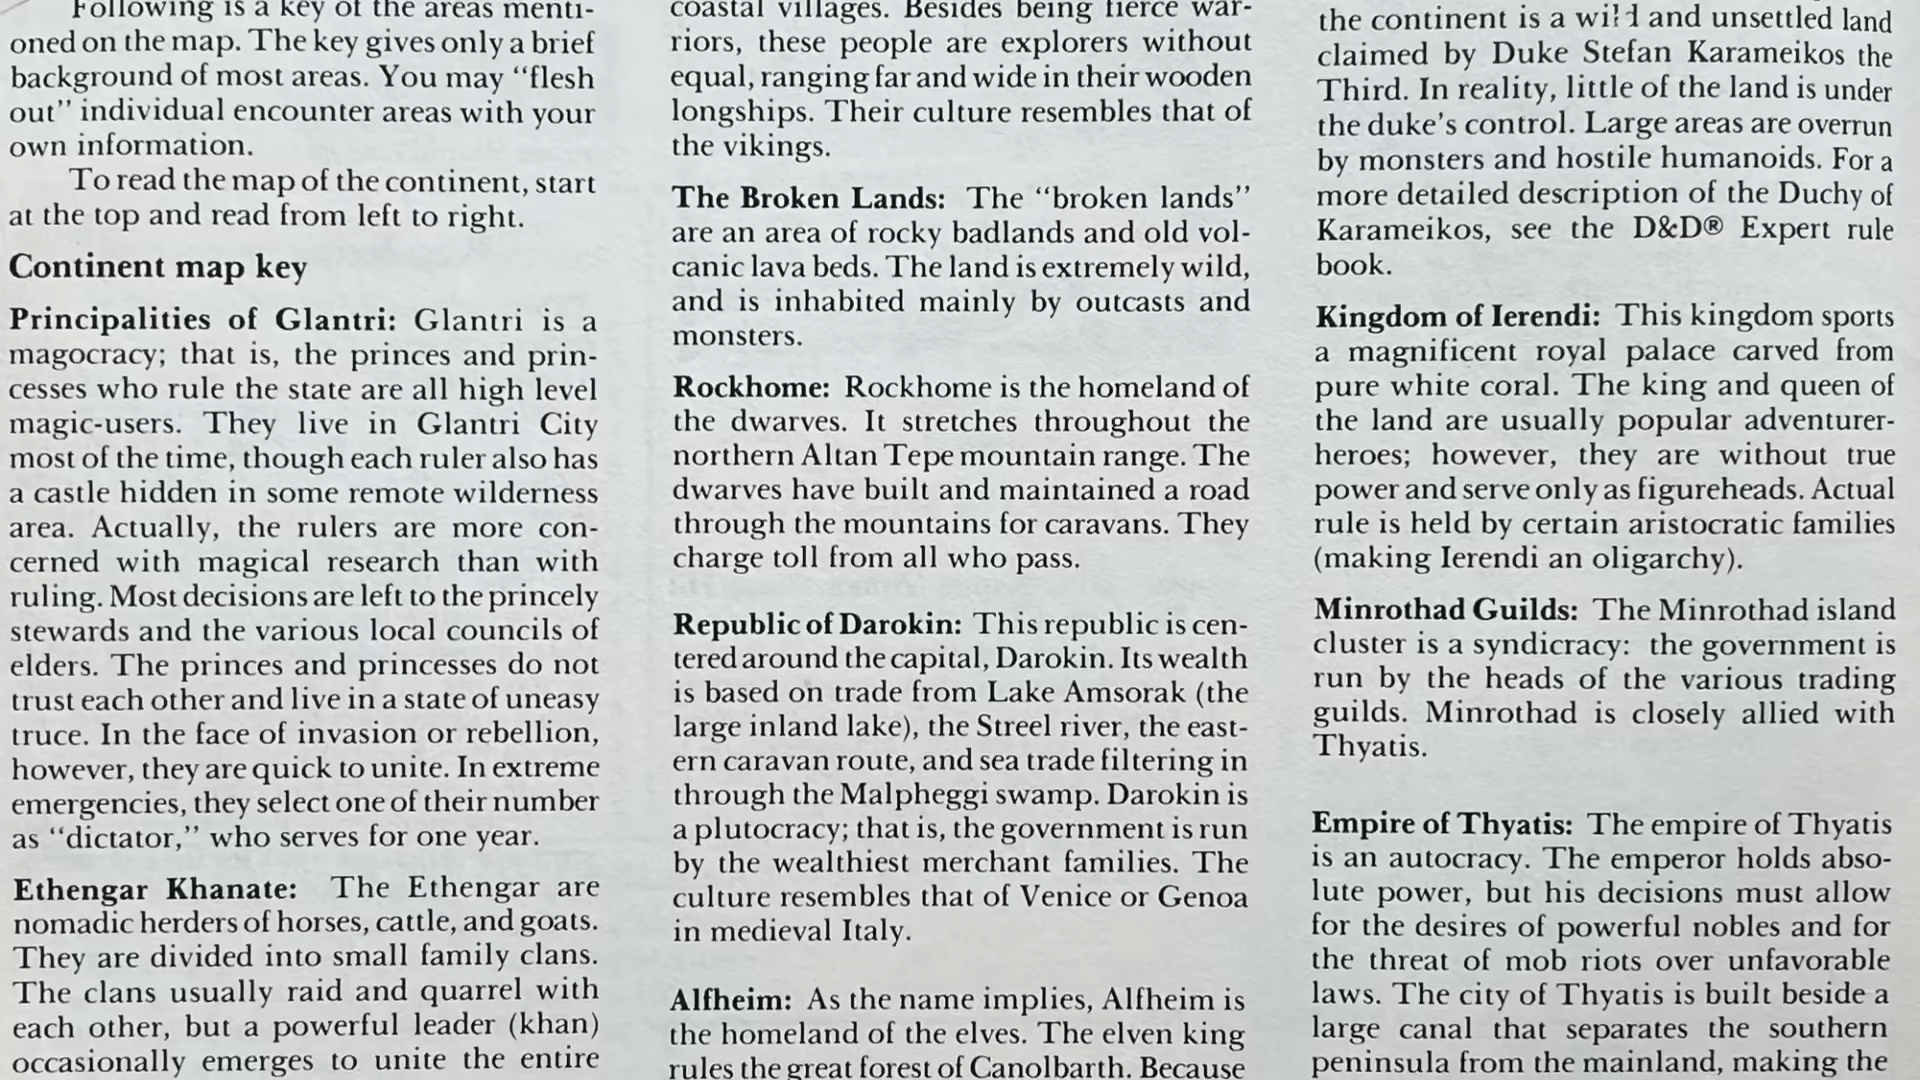 Following is a key of the areas menti-
oned on the map. The key gives only a brief
background of most areas. You may “flesh
out” individual encounter areas with your
own information.
To read the map of the continent, start
at the top and read from left to right.
Continent map key
Principalities of Glantri: Glantri is a
magocracy; that is, the princes and prin-
cesses who rule the state are all high level
magic-users. They live in Glantri City
most of the time, though each ruler also has
a castle hidden in some remote wilderness
area. Actually, the rulers are more con-
cerned with magical research than with
ruling. Most decisions are left to the princely
stewards and the various local councils of
elders. The princes and princesses do not
trust each other and live in a state of uneasy
truce. In the face of invasion or rebellion,
however, they are quick to unite. In extreme
emergencies, they select one of their number
as “dictator,” who serves for one year.
Ethengar Khanate: The Ethengar are
nomadic herders of horses, cattle, and goats.
They are divided into small family clans.
The clans usually raid and quarrel with
each other, but a powerful leader (khan)
occasionally emerges to unite the entire
coastal villages. Besides being fierce war-
riors, these people are explorers without
equal, ranging far and wide in their wooden
longships. Their culture resembles that of
the vikings.
The Broken Lands: The “broken lands”
are an area of rocky badlands and old vol-
canic lava beds. The land is extremely wild,
and is inhabited mainly by outcasts and
monsters.
Rockhome: Rockhome is the homeland of
the dwarves. It stretches throughout the
northern Altan Tepe mountain range. The
dwarves have built and maintained a road
through the mountains for caravans. They
charge toll from all who pass.
Republic of Darokin: This republic is cen-
tered around the capital, Darokin. Its wealth
is based on trade from Lake Amsorak (the
large inland lake), the Streel river, the east-
ern caravan route, and sea trade filtering in
through the Malpheggi swamp. Darokin is
a plutocracy; that is, the government is run
by the wealthiest merchant families. The
culture resembles that of Venice or Genoa
in medieval Italy.
Alfheim: As the name implies, Alfheim is
the homeland of the elves. The elven king
rules the great forest of Canolbarth. Because
the continent is a wild and unsettled land
claimed by Duke Stefan Karameikos the
Third. In reality, little of the land is under
the duke’s control. Large areas are overrun
by monsters and hostile humanoids. For a
more detailed description of the Duchy of
Karameikos, see the D&D® Expert rule
book.
Kingdom of Ierendi: This kingdom sports
a magnificent royal palace carved from
pure white coral. The king and queen of
the land are usually popular adventurer-
heroes; however, they are without true
power and serve only as figureheads. Actual
rule is held by certain aristocratic families
(making Ierendi an oligarchy).
Minrothad Guilds: The Minrothad island
cluster is a syndicracy: the government is
run by the heads of the various trading
guilds. Minrothad is closely allied with
Thyatis.
Empire of Thyatis: The empire of Thyatis
is an autocracy. The emperor holds abso-
lute power, but his decisions must allow
for the desires of powerful nobles and for
the threat of mob riots over unfavorable
laws. The city of Thyatis is built beside a
large canal that separates the southern
peninsula from the mainland, making the